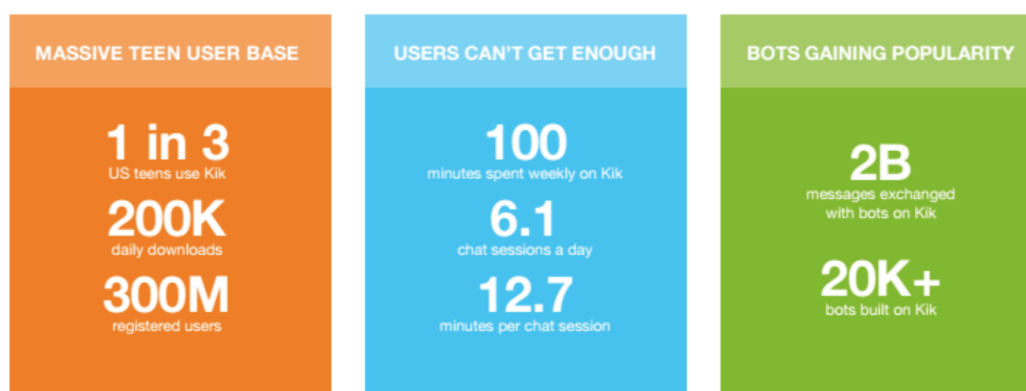 MASSIVE TEEN USER BASE
1 in 3
US teens use Kik
200K
daily downloads
300M
registered users
USERS CAN'T GET ENOUGH
100
minutes spent weekly on Kik
6.1
chat sessions a day
12.7
minutes per chat session
BOTS GAINING POPULARITY
2B
messages exchanged
with bots on Kik
20K+
bots built on Kik